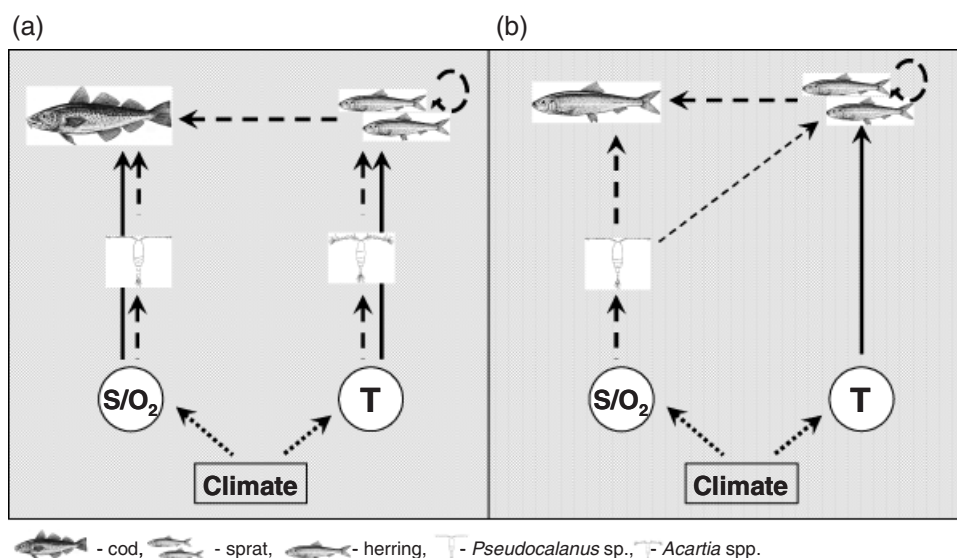 (a)
(b)
S/O₂
T
S/O₂
T
Climate
Climate
- cod, - sprat, - herring, - Pseudocalanus sp., - Acartia spp.